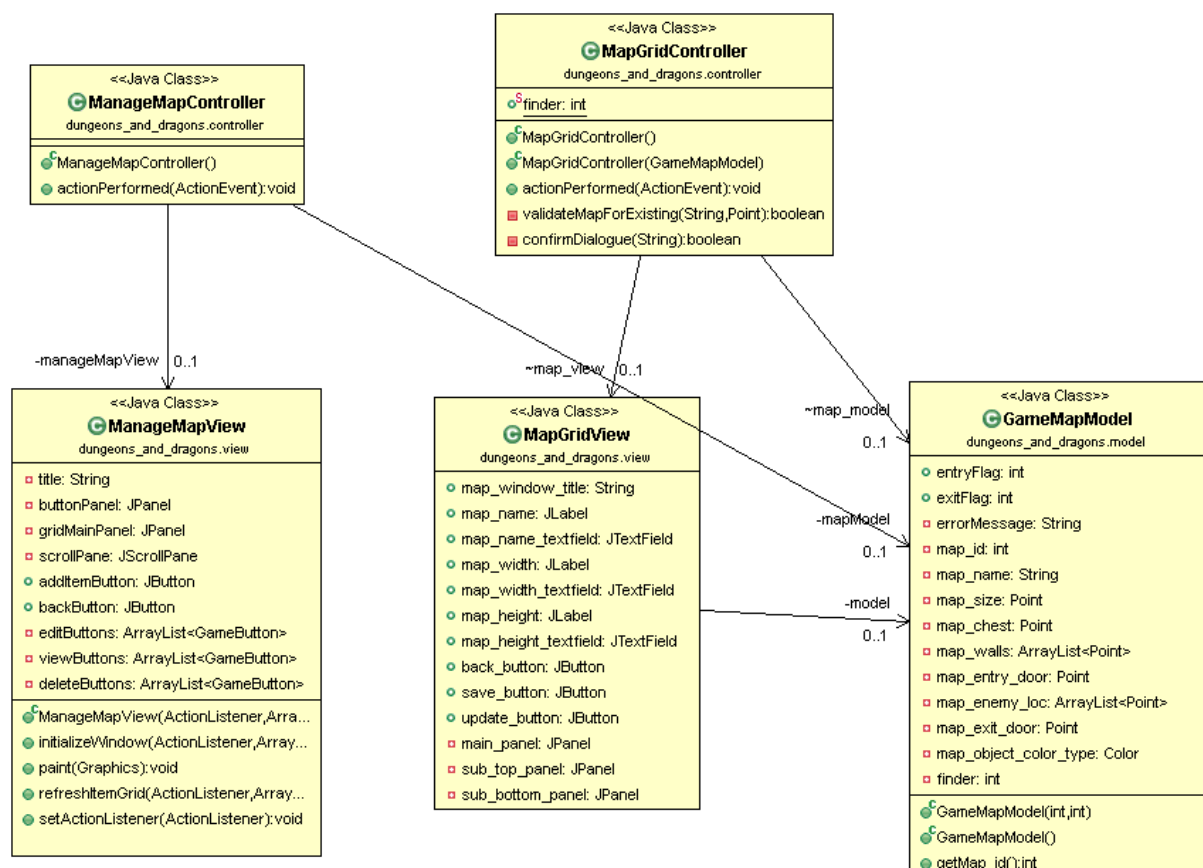 <<Java Class>>
MapGridController
dungeons_and_dragons.controller
finder: int
MapGridController()
MapGridController(GameMapModel)
actionPerformed(ActionEvent):void
validateMapForExisting(String,Point):boolean
confirmDialogue(String):boolean
<<Java Class>>
ManageMapController
dungeons_and_dragons.controller
ManageMapController()
actionPerformed(ActionEvent):void
-manageMapView 0..1
~map_view 0..1
~map_model
0..1
-mapModel
0..1
-model
0..1
<<Java Class>>
ManageMapView
dungeons_and_dragons.view
title: String
buttonPanel: JPanel
gridMainPanel: JPanel
scrollPane: JScrollPane
addItemButton: JButton
backButton: JButton
editButtons: ArrayList<GameButton>
viewButtons: ArrayList<GameButton>
deleteButtons: ArrayList<GameButton>
ManageMapView(ActionListener,Arra...
initializeWindow(ActionListener,Array...
paint(Graphics):void
refreshItemGrid(ActionListener,Array...
setActionListener(ActionListener):void
<<Java Class>>
MapGridView
dungeons_and_dragons.view
map_window_title: String
map_name: JLabel
map_name_textfield: JTextField
map_width: JLabel
map_width_textfield: JTextField
map_height: JLabel
map_height_textfield: JTextField
back_button: JButton
save_button: JButton
update_button: JButton
main_panel: JPanel
sub_top_panel: JPanel
sub_bottom_panel: JPanel
<<Java Class>>
GameMapModel
dungeons_and_dragons.model
entryFlag: int
exitFlag: int
errorMessage: String
map_id: int
map_name: String
map_size: Point
map_chest: Point
map_walls: ArrayList<Point>
map_entry_door: Point
map_enemy_loc: ArrayList<Point>
map_exit_door: Point
map_object_color_type: Color
finder: int
GameMapModel(int,int)
GameMapModel()
getMap_id():int